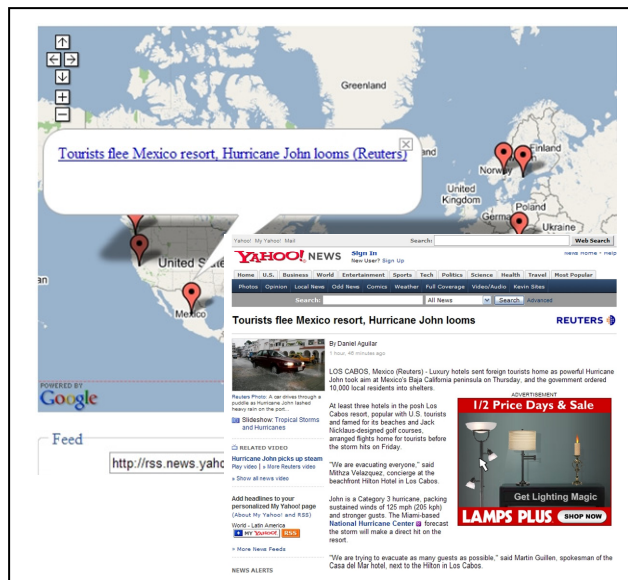 Greenland
Tourists flee Mexico resort, Hurricane John looms (Reuters)
and
Finland
Norway
United
Kingdom
Poland
Germa
Ukraine
United S
an
Mexico
POWERED BY
Google
Feed
http://rss.news.yaho
Yahoo! My Yahoo! Mail
Search:
Web Search
YAHOO! NEWS
Sign In
New User? Sign Up
News Home - Help
Home U.S. Business World Entertainment Sports Tech Politics Science Health Travel Most Popular
Photos Opinion Local News Odd News Comics Weather Full Coverage Video/Audio Kevin Sites
Search: All News Search Advanced
Tourists flee Mexico resort, Hurricane John looms
REUTERS
Reuters Photo: A car drives through a
puddle as Hurricane John lashed
heavy rain on the port...
Slideshow: Tropical Storms
and Hurricanes
RELATED VIDEO
Hurricane John picks up steam
Play video | » More Reuters video
» Show all news video
Add headlines to your
personalized My Yahoo! page
(About My Yahoo! and RSS)
World - Latin America
MY YAHOO! RSS
» More News Feeds
NEWS ALERTS
By Daniel Aguilar
1 hour, 46 minutes ago
LOS CABOS, Mexico (Reuters) - Luxury hotels sent foreign tourists home as powerful Hurricane
John took aim at Mexico's Baja California peninsula on Thursday, and the government ordered
10,000 local residents into shelters.
At least three hotels in the posh Los
Cabos resort, popular with U.S. tourists
and famed for its beaches and Jack
Nicklaus-designed golf courses,
arranged flights home for tourists before
the storm hits on Friday.
"We are evacuating everyone," said
Mithza Velazquez, concierge at the
beachfront Hilton Hotel in Los Cabos.
John is a Category 3 hurricane, packing
sustained winds of 125 mph (205 kph)
and stronger gusts. The Miami-based
National Hurricane Center forecast
the storm will make a direct hit on the
resort.
"We are trying to evacuate as many guests as possible," said Martin Guillen, spokesman of the
Casa del Mar hotel, next to the Hilton in Los Cabos.
ADVERTISEMENT
1/2 Price Days & Sale
Get Lighting Magic
LAMPS PLUS SHOP NOW